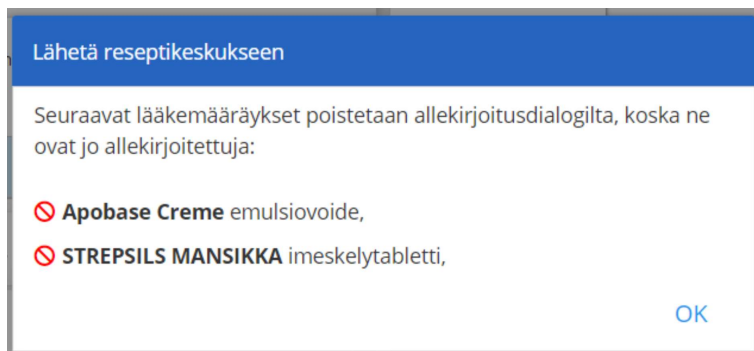 Lähetä reseptikeskukseen
Seuraavat lääkemääräykset poistetaan allekirjoitusdialogilta, koska ne
ovat jo allekirjoitettuja:
Apobase Creme emulsiovoide,
STREPSILS MANSIKKA imeskelytabletti,
OK